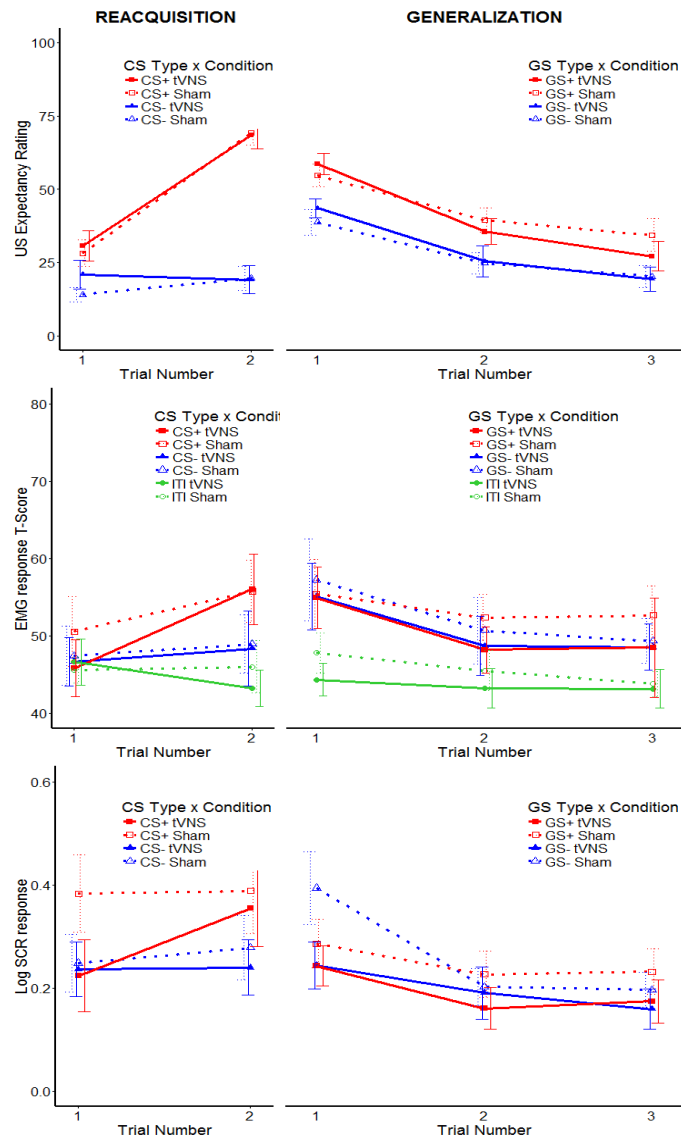 REACQUISITION
GENERALIZATION
100
75
50
25
0
US Expectancy Rating
CS Type x Condition
CS+ tVNS
CS+ Sham
CS- tVNS
CS- Sham
GS Type x Condition
GS+ tVNS
GS+ Sham
GS- tVNS
GS- Sham
1
2
Trial Number
1
2
3
Trial Number
80
70
60
50
40
EMG response T-Score
CS Type x Conditi
CS+ tVNS
CS+ Sham
CS- tVNS
CS- Sham
ITI tVNS
ITI Sham
GS Type x Condition
GS+ tVNS
GS+ Sham
GS- tVNS
GS- Sham
ITI tVNS
ITI Sham
1
2
Trial Number
1
2
3
Trial Number
0.6
0.4
0.2
0.0
Log SCR response
CS Type x Condition
CS+ tVNS
CS+ Sham
CS- tVNS
CS- Sham
GS Type x Condition
GS+ tVNS
GS+ Sham
GS- tVNS
GS- Sham
1
2
Trial Number
1
2
3
Trial Number